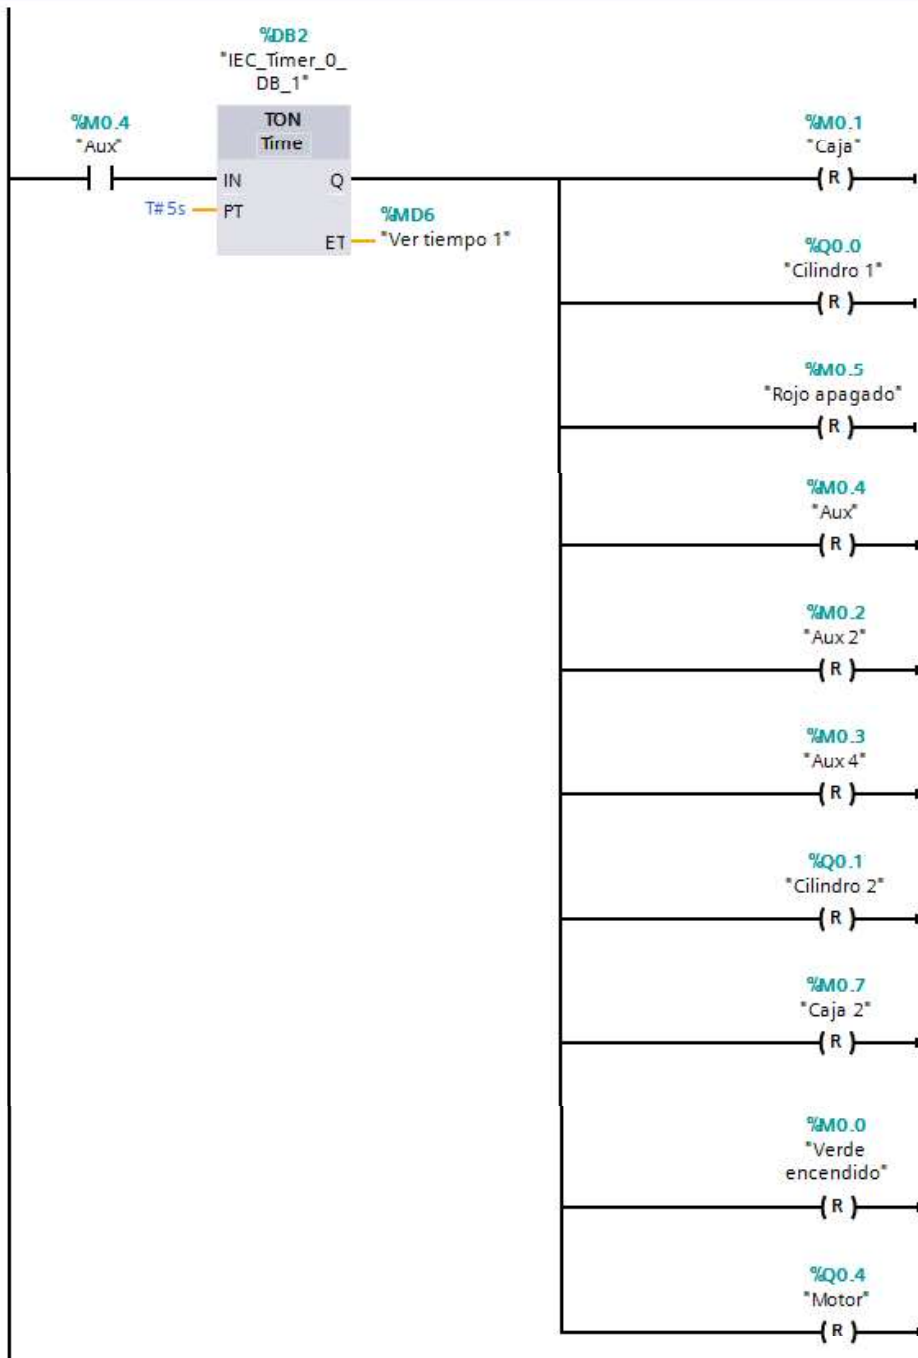 %DB2
"IEC_Timer_0_
DB_1"
%M0.4
"Aux"
TON
Time
IN
Q
T#5s
PT
ET
%MD6
"Ver tiempo 1"
%M0.1
"Caja"
( R )
%Q0.0
"Cilindro 1"
( R )
%M0.5
"Rojo apagado"
( R )
%M0.4
"Aux"
( R )
%M0.2
"Aux 2"
( R )
%M0.3
"Aux 4"
( R )
%Q0.1
"Cilindro 2"
( R )
%M0.7
"Caja 2"
( R )
%M0.0
"Verde
encendido"
( R )
%Q0.4
"Motor"
( R )